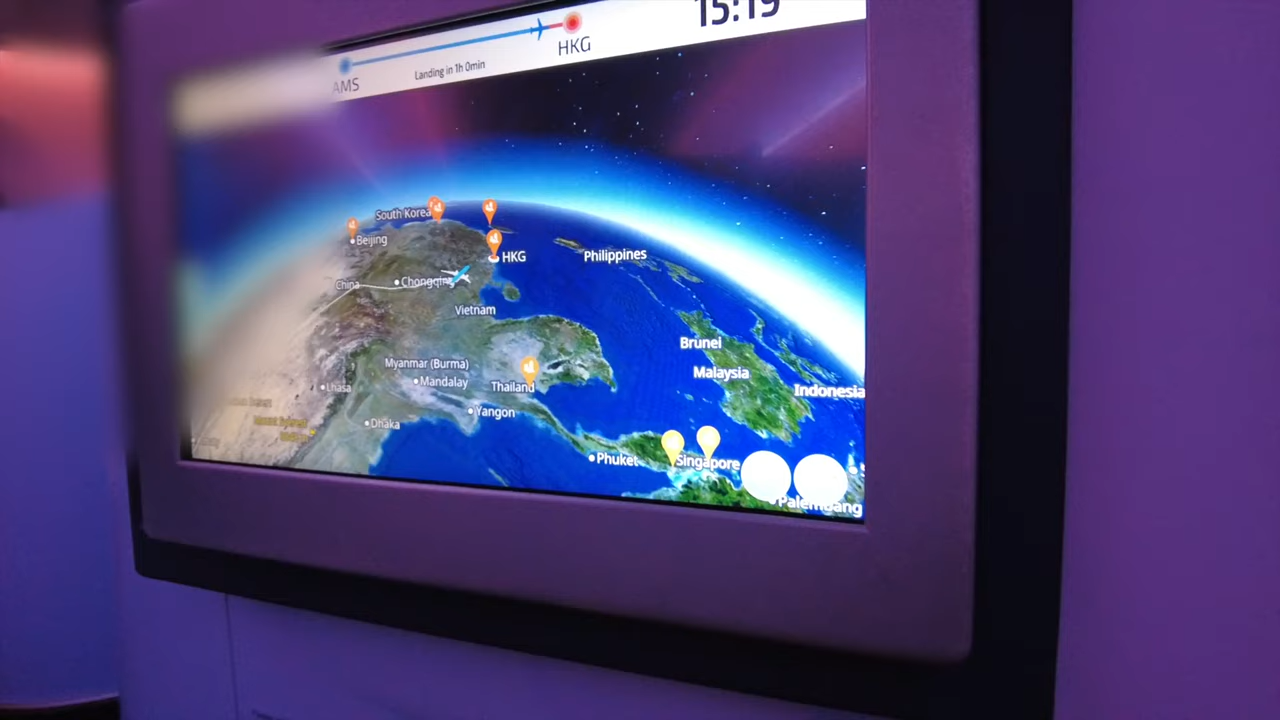 15:19
HKG
AMS
Landing in 1h 0min
South Korea
Beijing
HKG
Philippines
China
Chongqing
Vietnam
Brunei
Myanmar (Burma)
Malaysia
Mandalay
Thailand
Lhasa
Indonesia
Yangon
Dhaka
Phuket
Singapore
Palembang